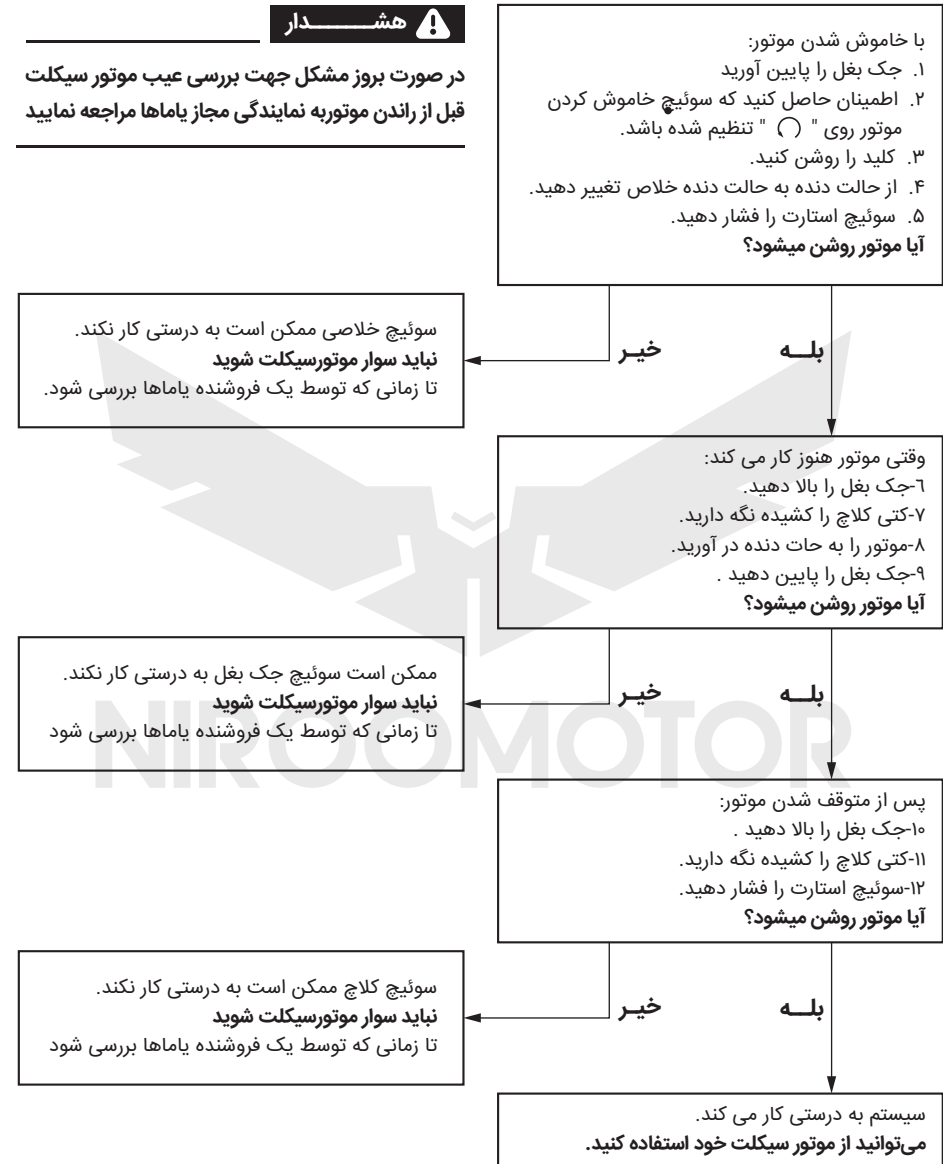 هشـــــــدار
در صورت بروز مشکل جهت بررسی عیب موتور سیکلت
قبل از راندن موتوربه نمایندگی مجاز یاماها مراجعه نمایید
با خاموش شدن موتور:
۱. جک بغل را پایین آورید
۲. اطمینان حاصل کنید که سوئیچ خاموش کردن
موتور روی " " تنظیم شده باشد.
۳. کلید را روشن کنید.
۴. از حالت دنده به حالت دنده خلاص تغییر دهید.
۵. سوئیچ استارت را فشار دهید.
آیا موتور روشن میشود؟
بلــه
خیـر
سوئیچ خلاصی ممکن است به درستی کار نکند.
نباید سوار موتورسیکلت شوید
تا زمانی که توسط یک فروشنده یاماها بررسی شود.
وقتی موتور هنوز کار می کند:
٦-جک بغل را بالا دهید.
۷-کتی کلاچ را کشیده نگه دارید.
۸-موتور را به حات دنده در آورید.
۹-جک بغل را پایین دهید .
آیا موتور روشن میشود؟
بلــه
خیـر
ممکن است سوئیچ جک بغل به درستی کار نکند.
نباید سوار موتورسیکلت شوید
تا زمانی که توسط یک فروشنده یاماها بررسی شود
NIROOMOTOR
پس از متوقف شدن موتور:
۱۰-جک بغل را بالا دهید .
۱۱-کتی کلاچ را کشیده نگه دارید.
۱۲-سوئیچ استارت را فشار دهید.
آیا موتور روشن میشود؟
بلــه
خیـر
سوئیچ کلاچ ممکن است به درستی کار نکند.
نباید سوار موتورسیکلت شوید
تا زمانی که توسط یک فروشنده یاماها بررسی شود
سیستم به درستی کار می کند.
می‌توانید از موتور سیکلت خود استفاده کنید.